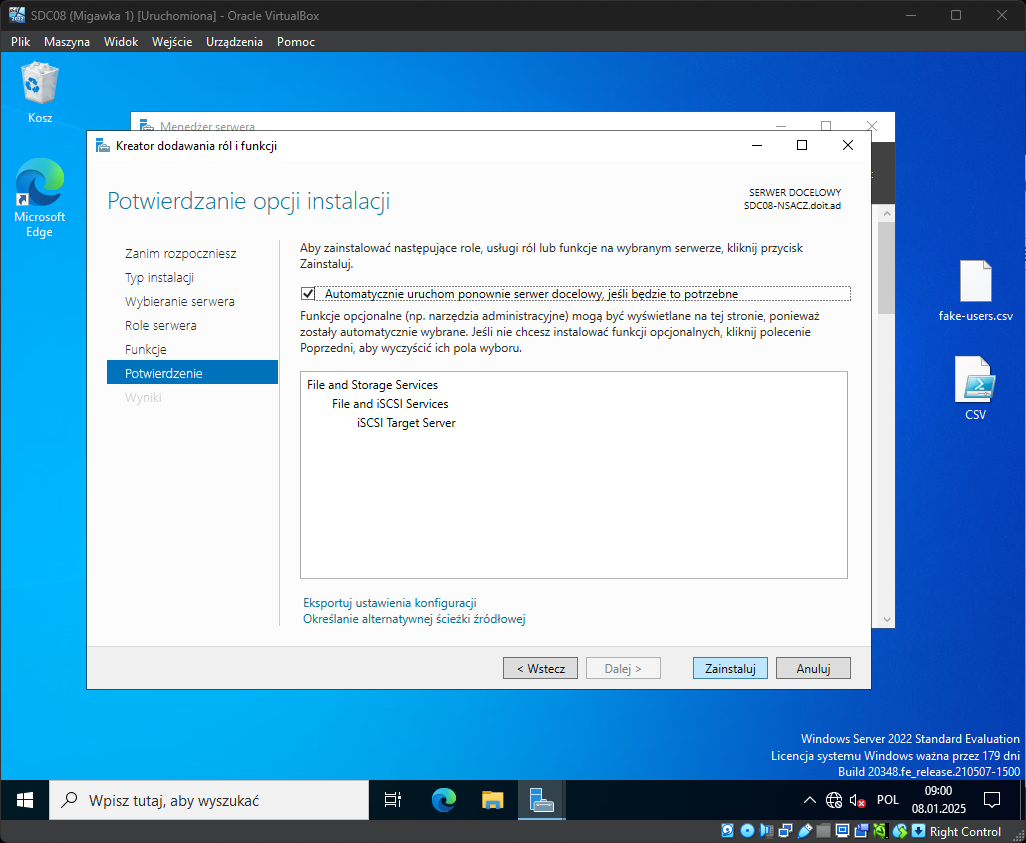 SDC08 (Migawka 1) [Uruchomiona] - Oracle VirtualBox
Plik Maszyna Widok Wejście Urządzenia Pomoc
Kosz
Microsoft
Edge
Menedżer serwera
Kreator dodawania ról i funkcji
Potwierdzanie opcji instalacji
SERWER DOCELOWY
SDC08-NSACZ.doit.ad
Zanim rozpoczniesz
Typ instalacji
Wybieranie serwera
Role serwera
Funkcje
Potwierdzenie
Wyniki
Aby zainstalować następujące role, usługi ról lub funkcje na wybranym serwerze, kliknij przycisk
Zainstaluj.
Automatycznie uruchom ponownie serwer docelowy, jeśli będzie to potrzebne
Funkcje opcjonalne (np. narzędzia administracyjne) mogą być wyświetlane na tej stronie, ponieważ
zostały automatycznie wybrane. Jeśli nie chcesz instalować funkcji opcjonalnych, kliknij polecenie
Poprzedni, aby wyczyścić ich pola wyboru.
File and Storage Services
File and iSCSI Services
iSCSI Target Server
Eksportuj ustawienia konfiguracji
Określanie alternatywnej ścieżki źródłowej
< Wstecz
Dalej >
Zainstaluj
Anuluj
fake-users.csv
CSV
Windows Server 2022 Standard Evaluation
Licencja systemu Windows ważna przez 179 dni
Build 20348.fe_release.210507-1500
Wpisz tutaj, aby wyszukać
POL
09:00
08.01.2025
Right Control